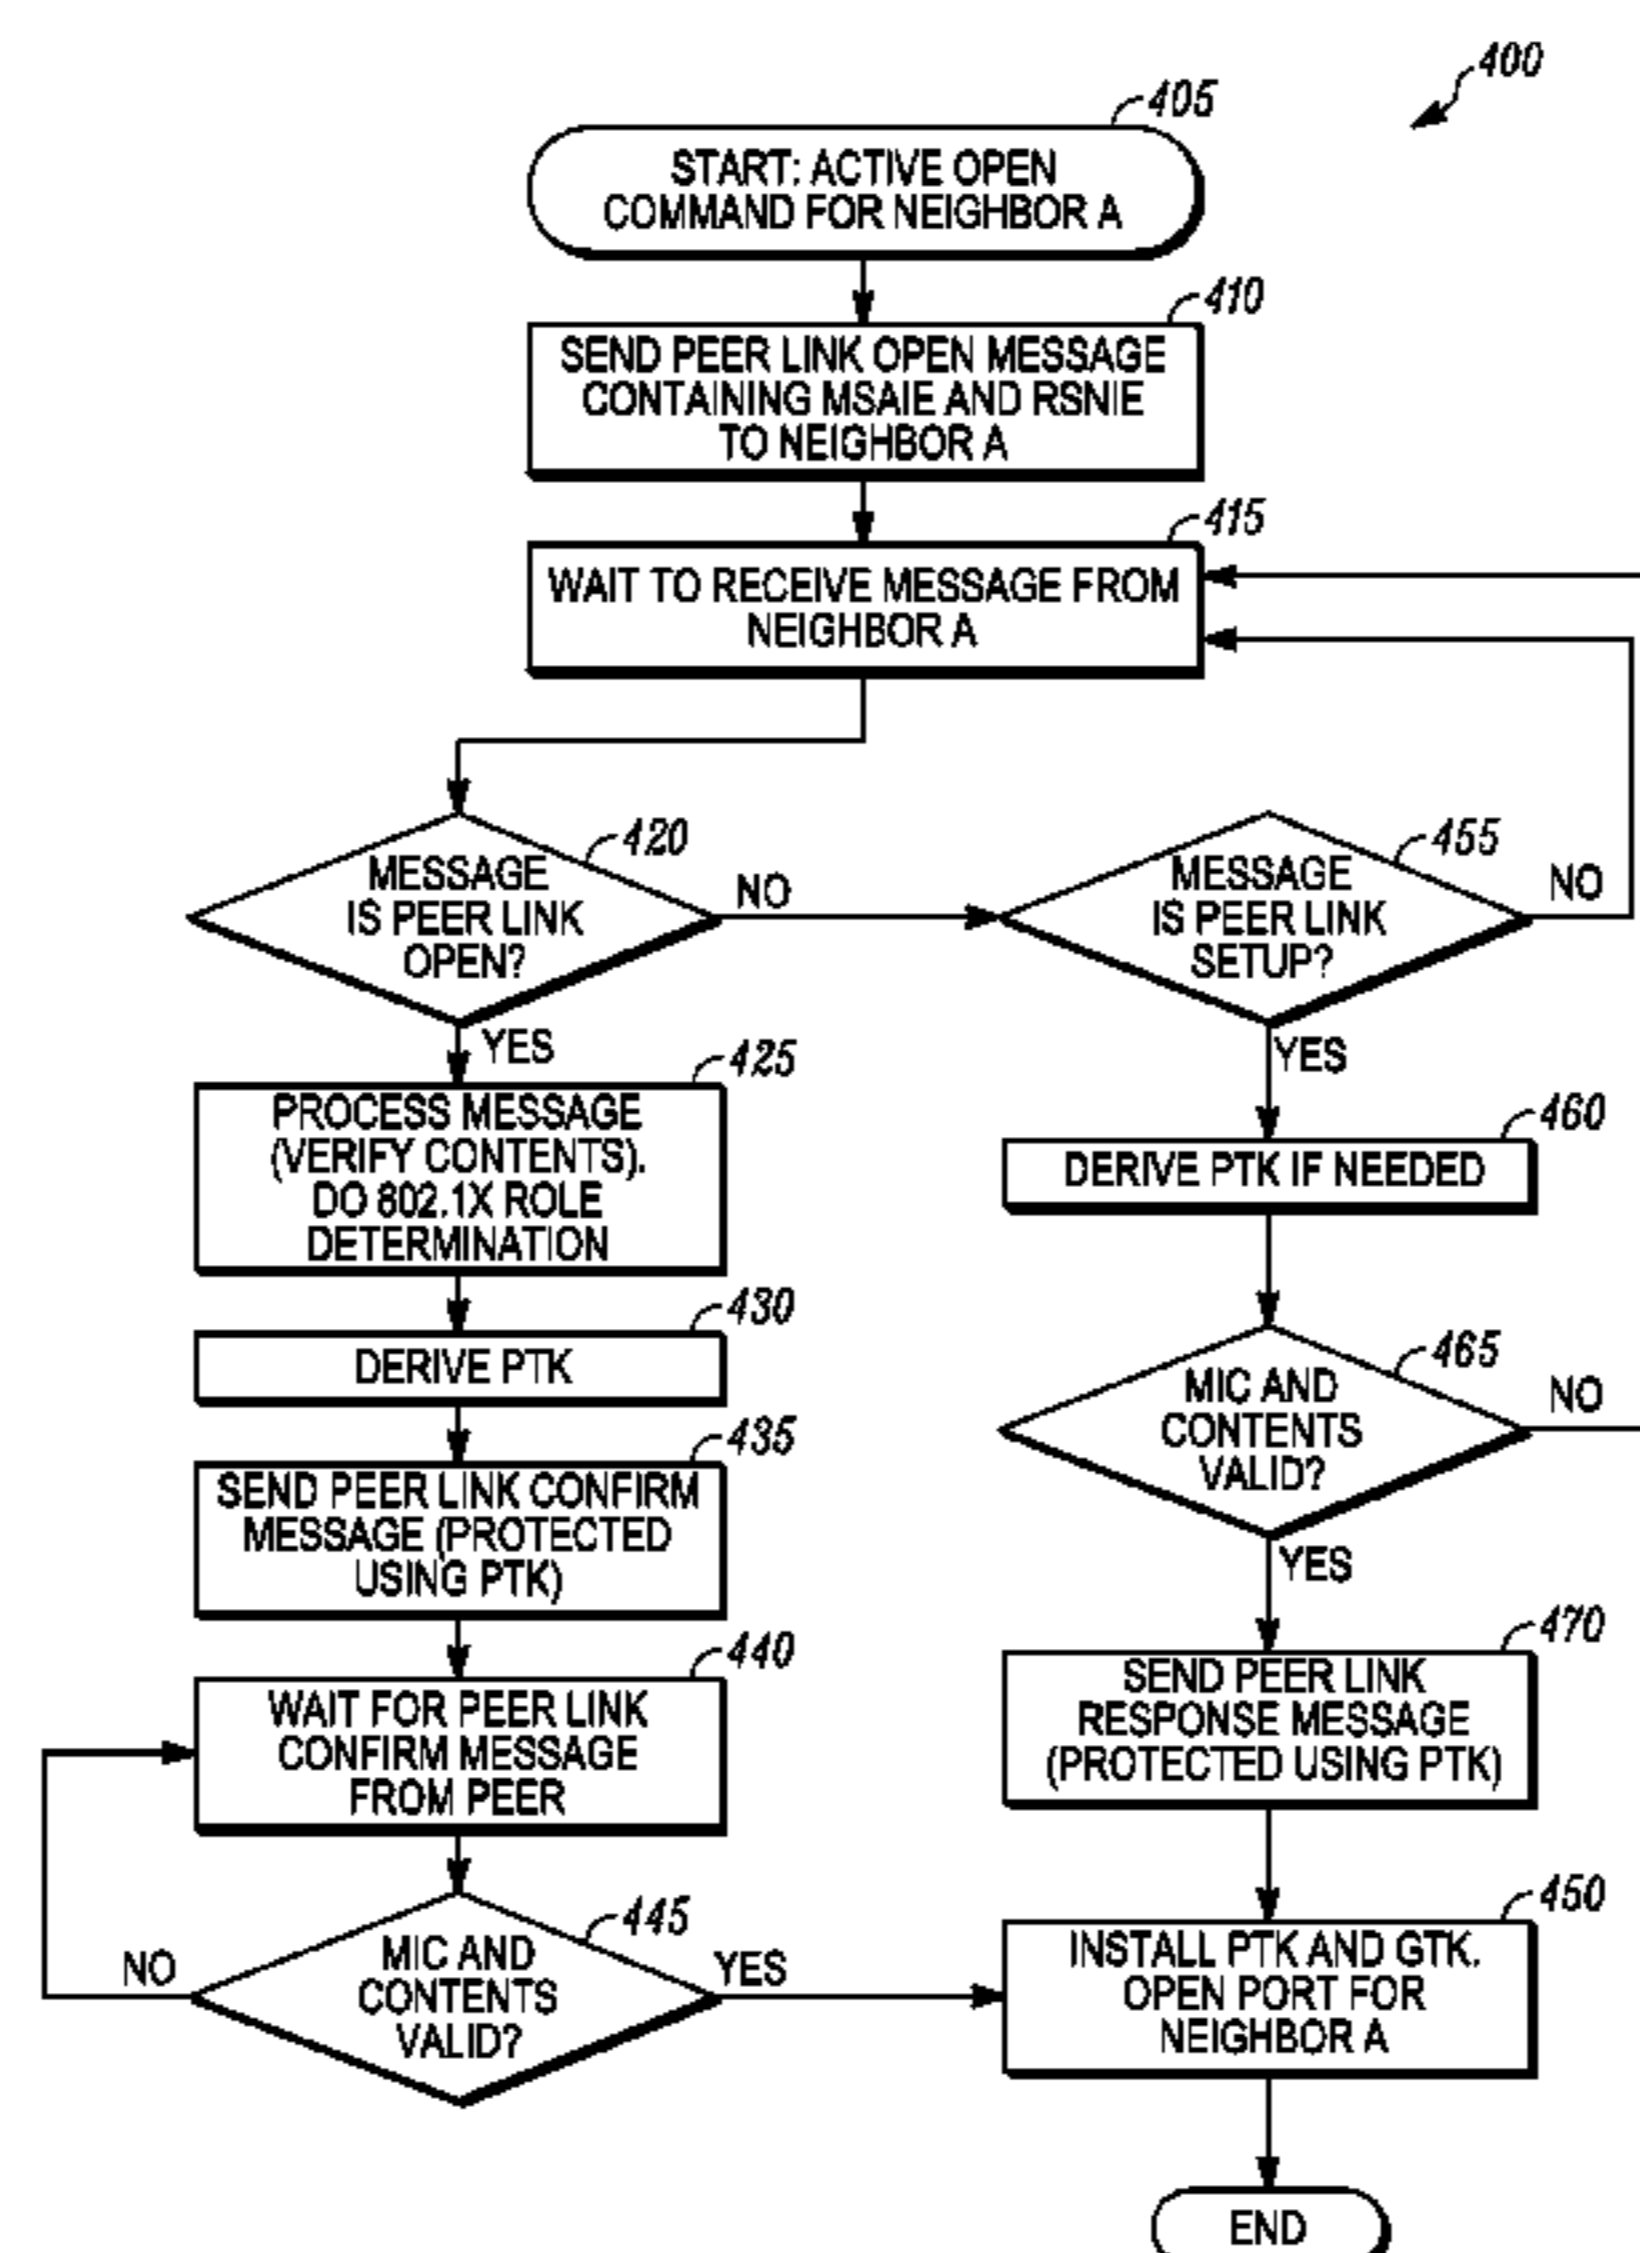 400
405
START: ACTIVE OPEN
COMMAND FOR NEIGHBOR A
410
SEND PEER LINK OPEN MESSAGE
CONTAINING MSAIE AND RSNIE
TO NEIGHBOR A
415
WAIT TO RECEIVE MESSAGE FROM
NEIGHBOR A
420
MESSAGE
IS PEER LINK
OPEN?
NO
YES
455
MESSAGE
IS PEER LINK
SETUP?
NO
YES
425
PROCESS MESSAGE
(VERIFY CONTENTS).
DO 802.1X ROLE
DETERMINATION
430
DERIVE PTK
435
SEND PEER LINK CONFIRM
MESSAGE (PROTECTED
USING PTK)
440
WAIT FOR PEER LINK
CONFIRM MESSAGE
FROM PEER
445
MIC AND
CONTENTS
VALID?
NO
YES
460
DERIVE PTK IF NEEDED
465
MIC AND
CONTENTS
VALID?
NO
YES
470
SEND PEER LINK
RESPONSE MESSAGE
(PROTECTED USING PTK)
450
INSTALL PTK AND GTK.
OPEN PORT FOR
NEIGHBOR A
END